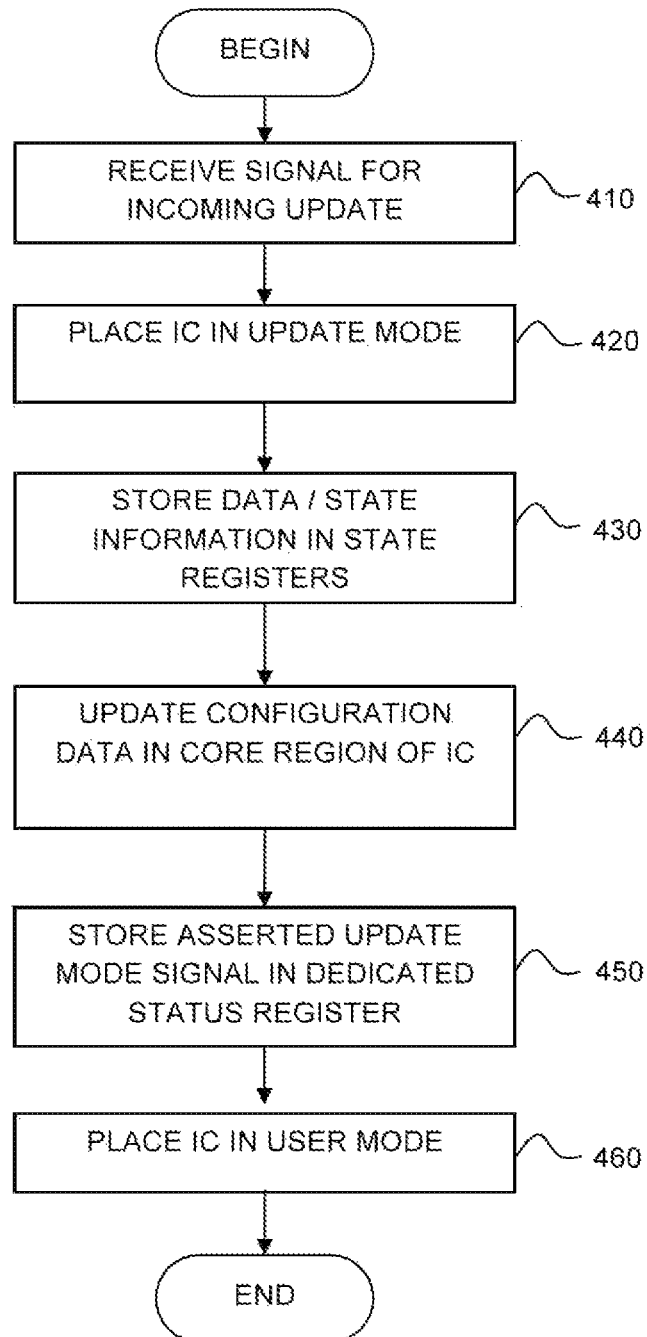 BEGIN
RECEIVE SIGNAL FOR
INCOMING UPDATE
410
PLACE IC IN UPDATE MODE
420
STORE DATA / STATE
INFORMATION IN STATE
REGISTERS
430
UPDATE CONFIGURATION
DATA IN CORE REGION OF IC
440
STORE ASSERTED UPDATE
MODE SIGNAL IN DEDICATED
STATUS REGISTER
450
PLACE IC IN USER MODE
460
END